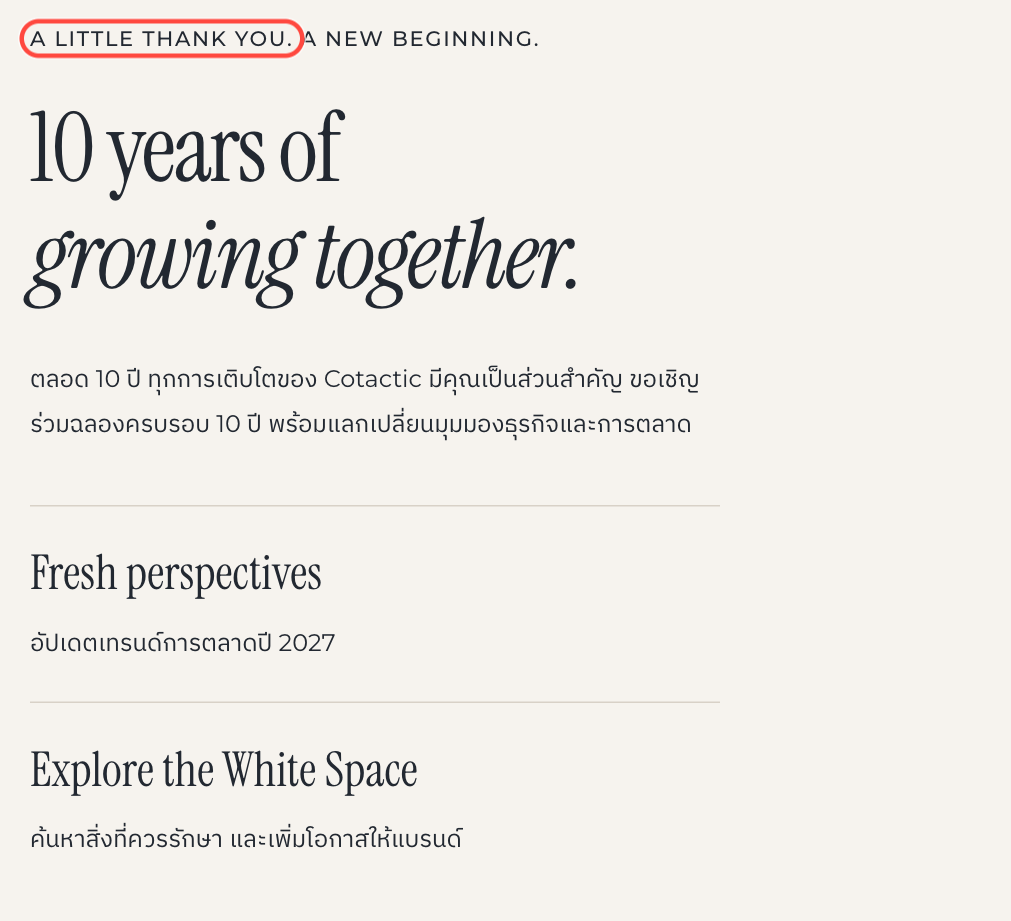 A LITTLE THANK YOU. A NEW BEGINNING.
10 years of
growing together.
ตลอด 10 ปี ทุกการเติบโตของ Cotactic มีคุณเป็นส่วนสำคัญ ขอเชิญ
ร่วมฉลองครบรอบ 10 ปี พร้อมแลกเปลี่ยนมุมมองธุรกิจและการตลาด
Fresh perspectives
อัปเดตเทรนด์การตลาดปี 2027
Explore the White Space
ค้นหาสิ่งที่ควรรักษา และเพิ่มโอกาสให้แบรนด์